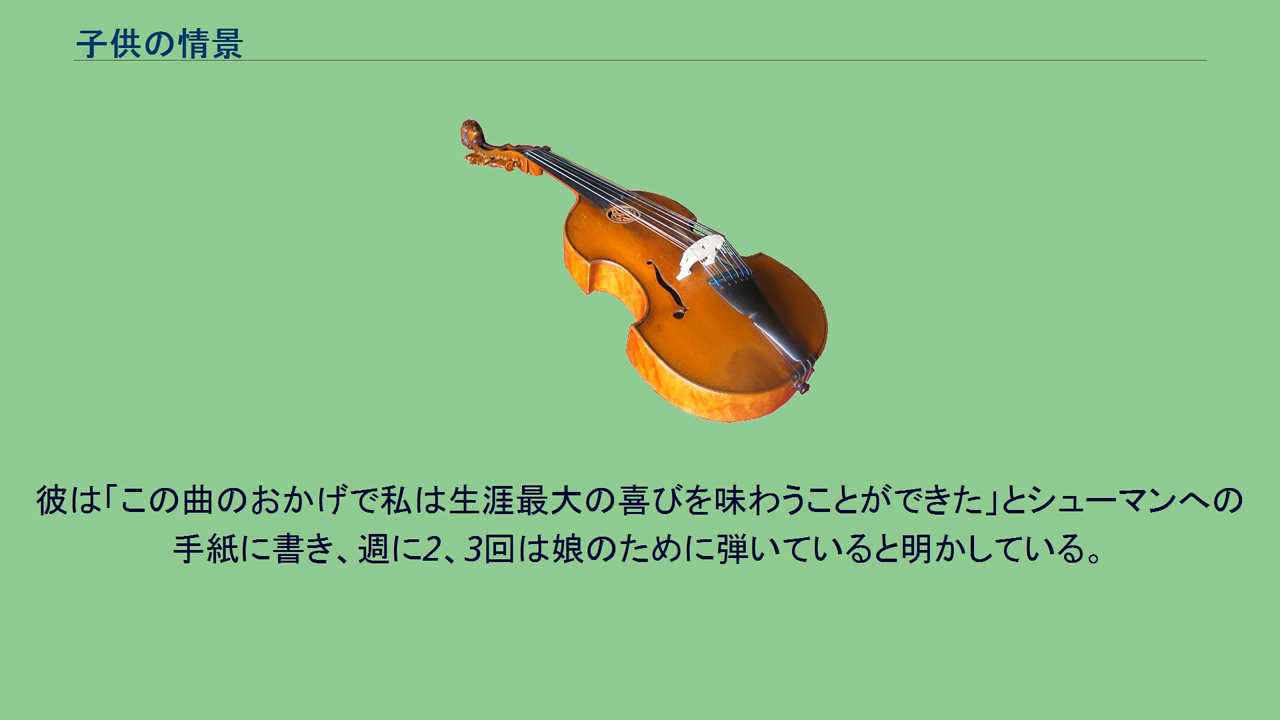 子供の情景
彼は「この曲のおかげで私は生涯最大の喜びを味わうことができた」とシューマンへの
手紙に書き、週に2、3回は娘のために弾いていると明かしている。